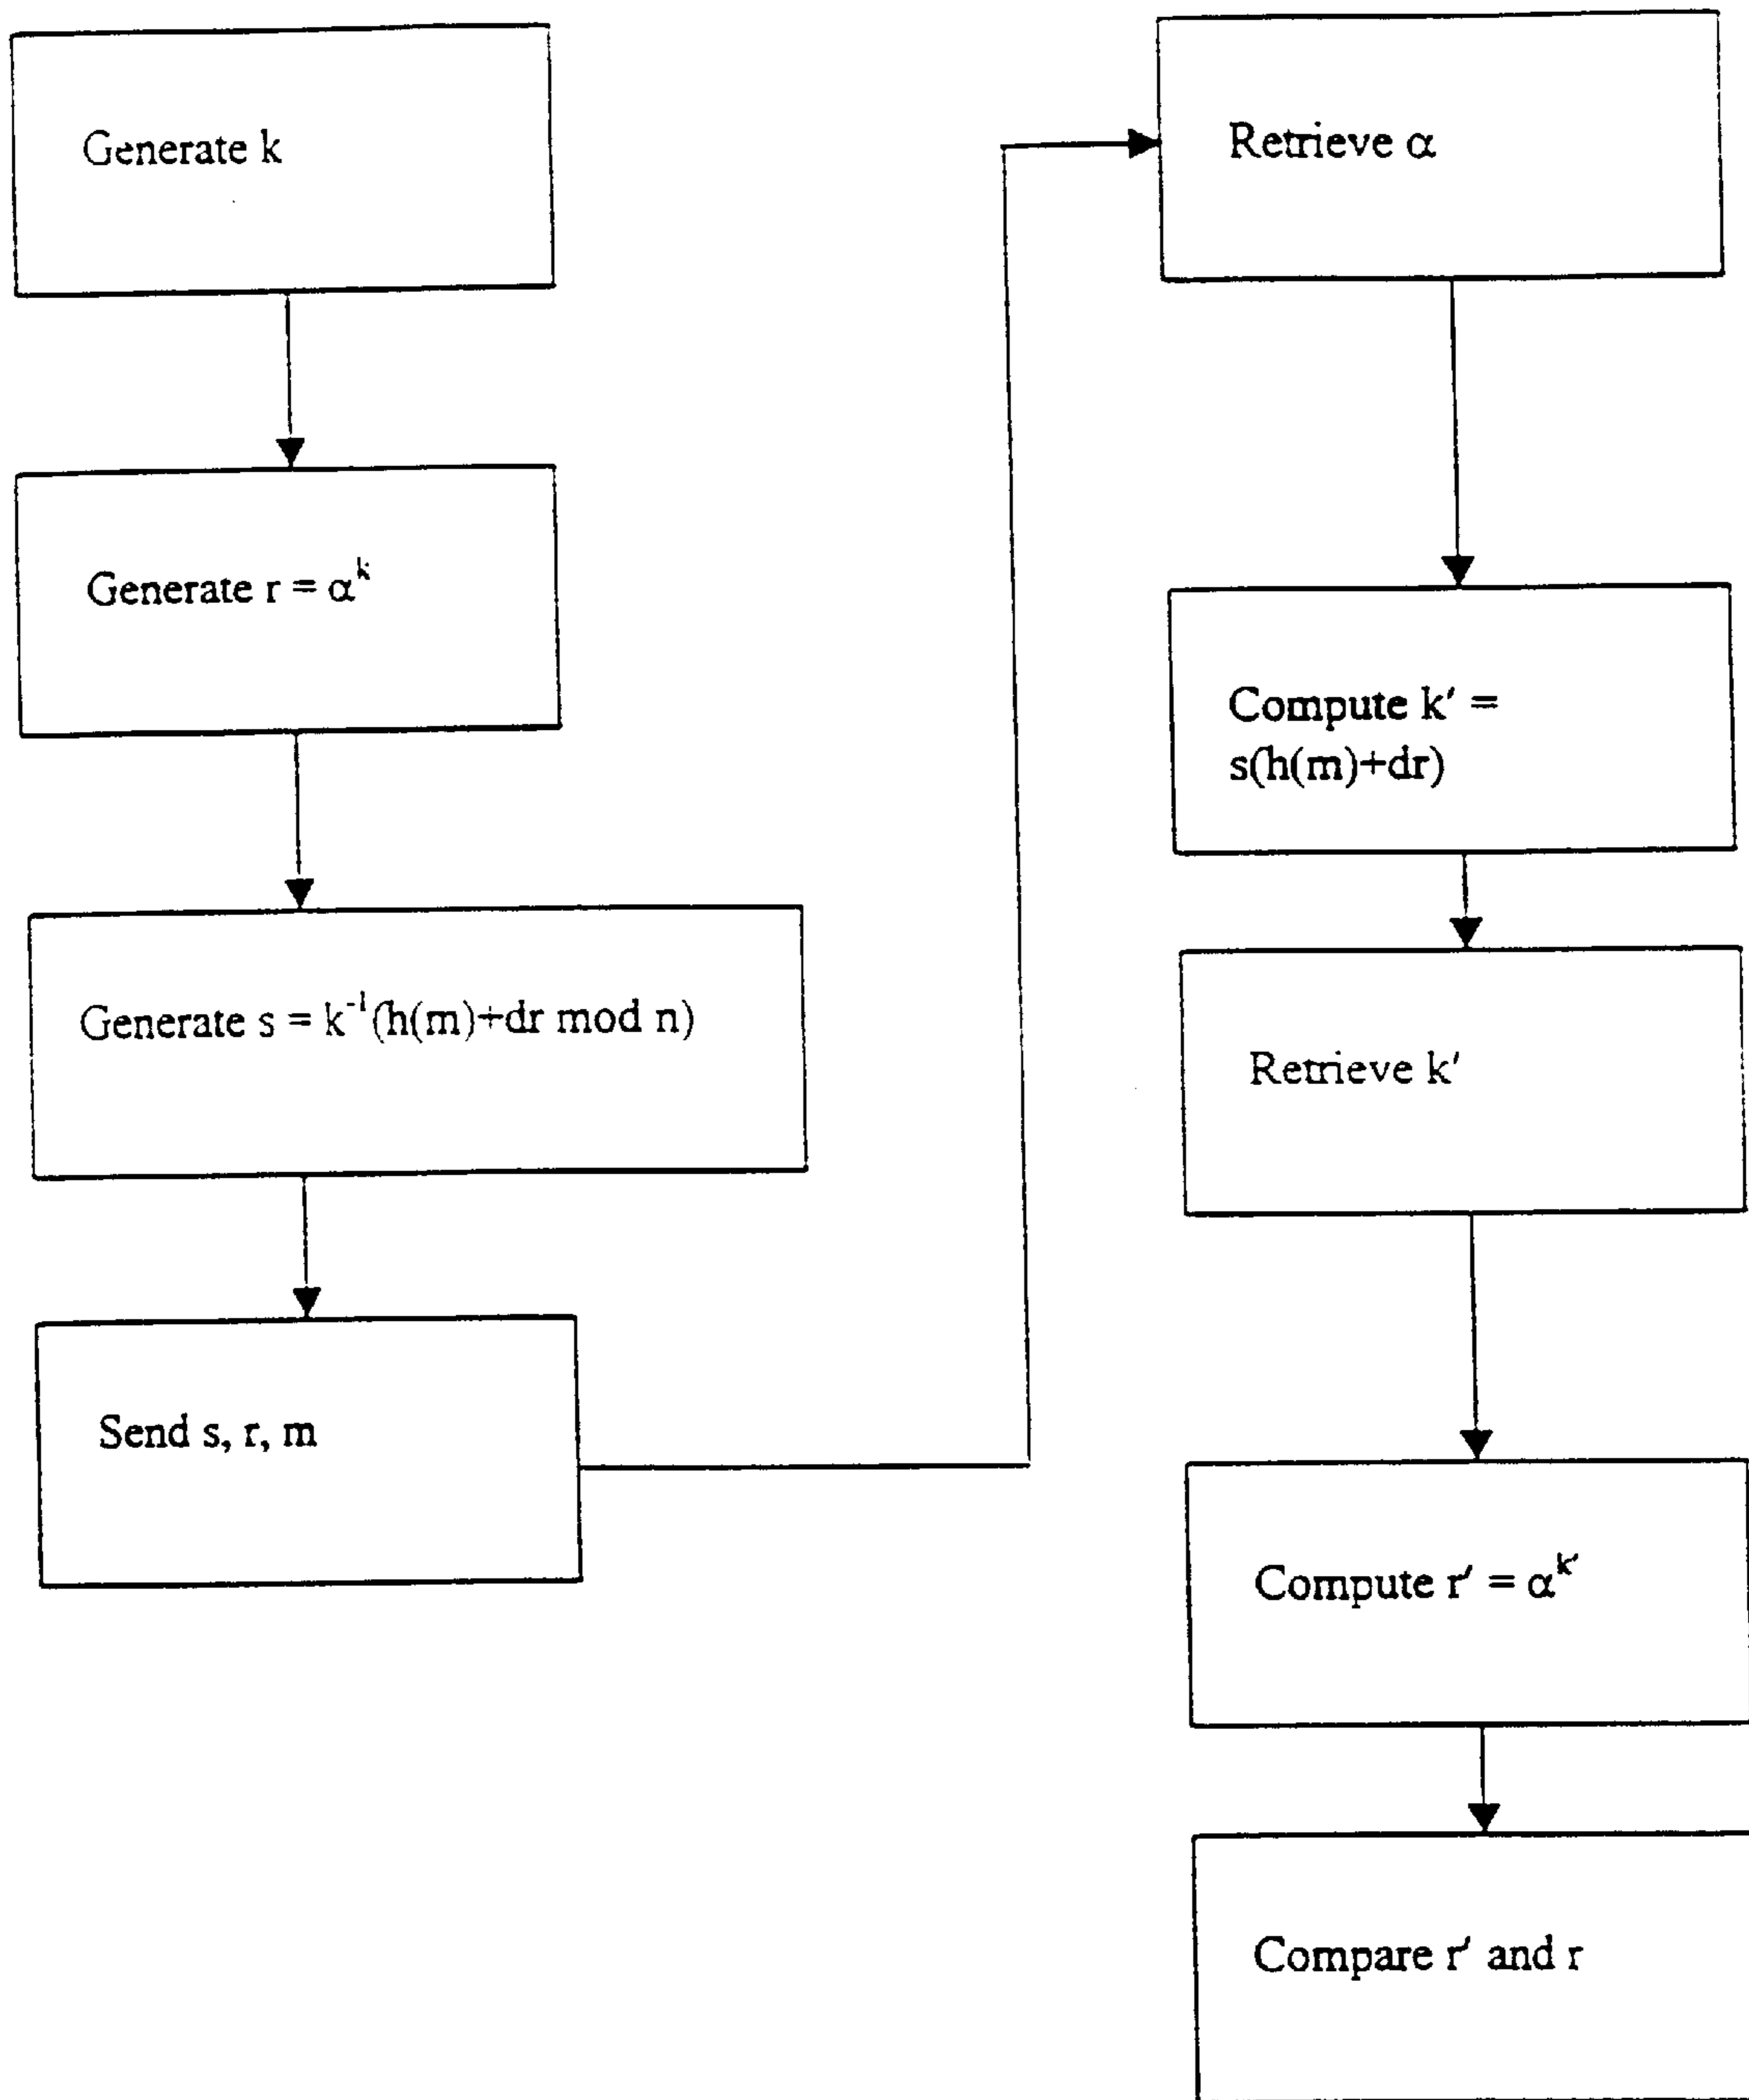 Generate k
Generate r = α^k
Generate s = k^-1(h(m)+dr mod n)
Send s, r, m
Retrieve α
Compute k′ =
s(h(m)+dr)
Retrieve k′
Compute r′ = α^k′
Compare r′ and r